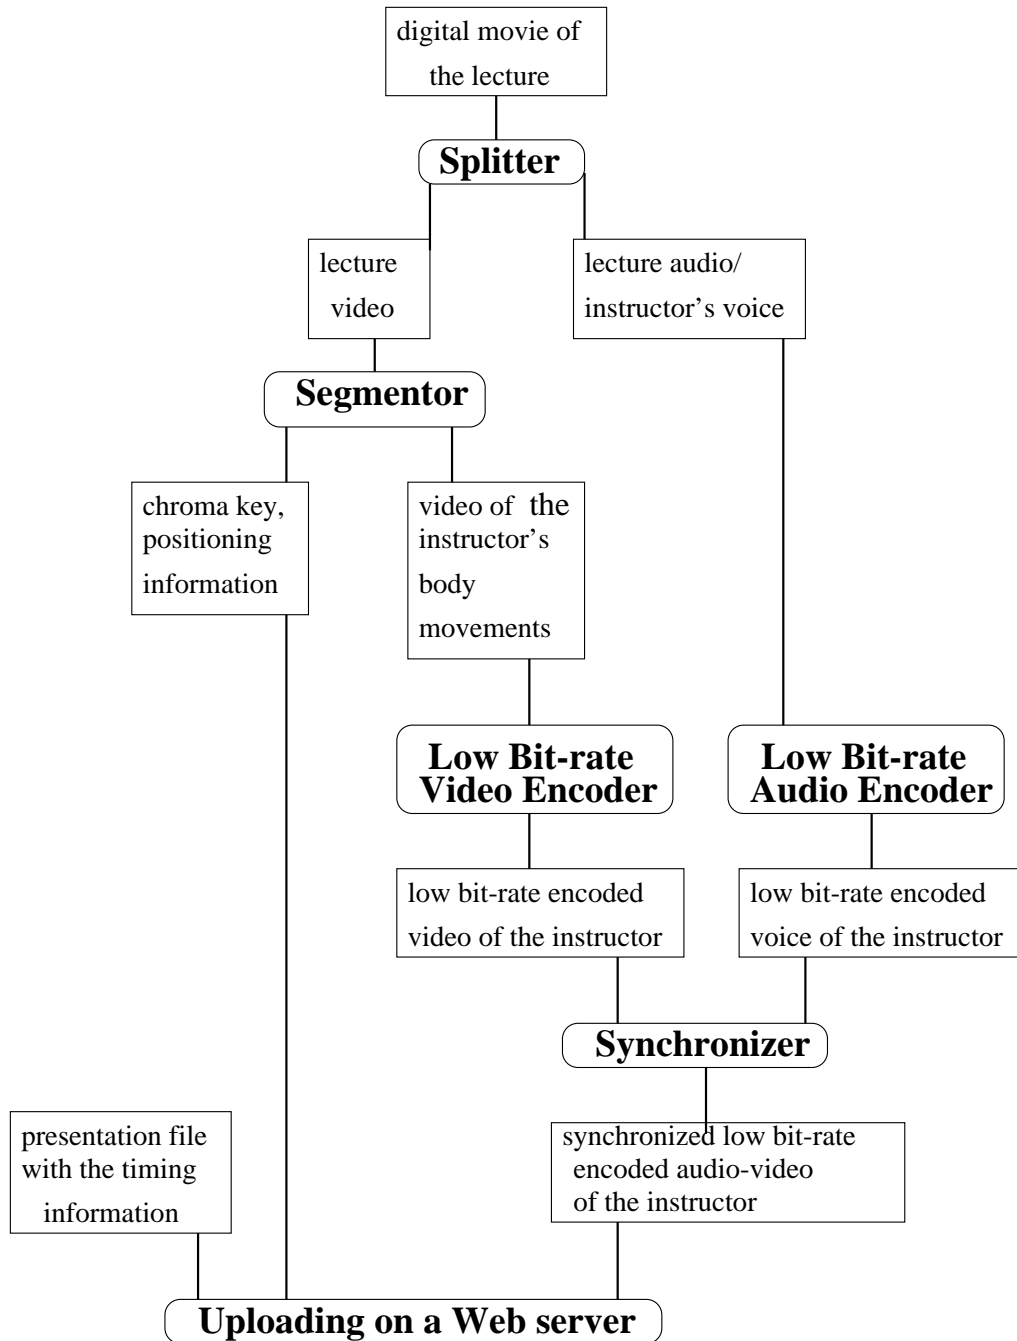 digital movie of
the lecture
Splitter
lecture
video
lecture audio/
instructor's voice
Segmentor
chroma key,
positioning
information
video of the
instructor's
body
movements
Low Bit-rate
Video Encoder
Low Bit-rate
Audio Encoder
low bit-rate encoded
video of the instructor
low bit-rate encoded
voice of the instructor
Synchronizer
presentation file
with the timing
information
synchronized low bit-rate
encoded audio-video
of the instructor
Uploading on a Web server